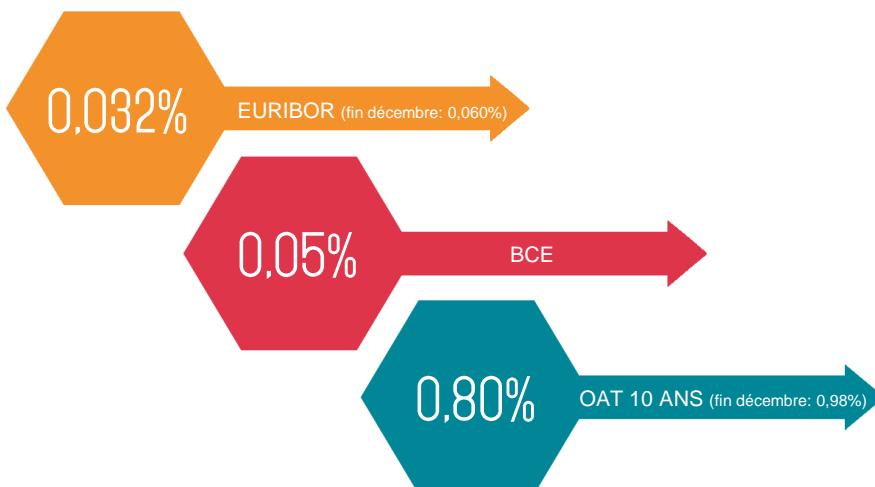 0,032%
EURIBOR (fin décembre: 0,060%)
0,05%
BCE
0,80%
OAT 10 ANS (fin décembre: 0,98%)